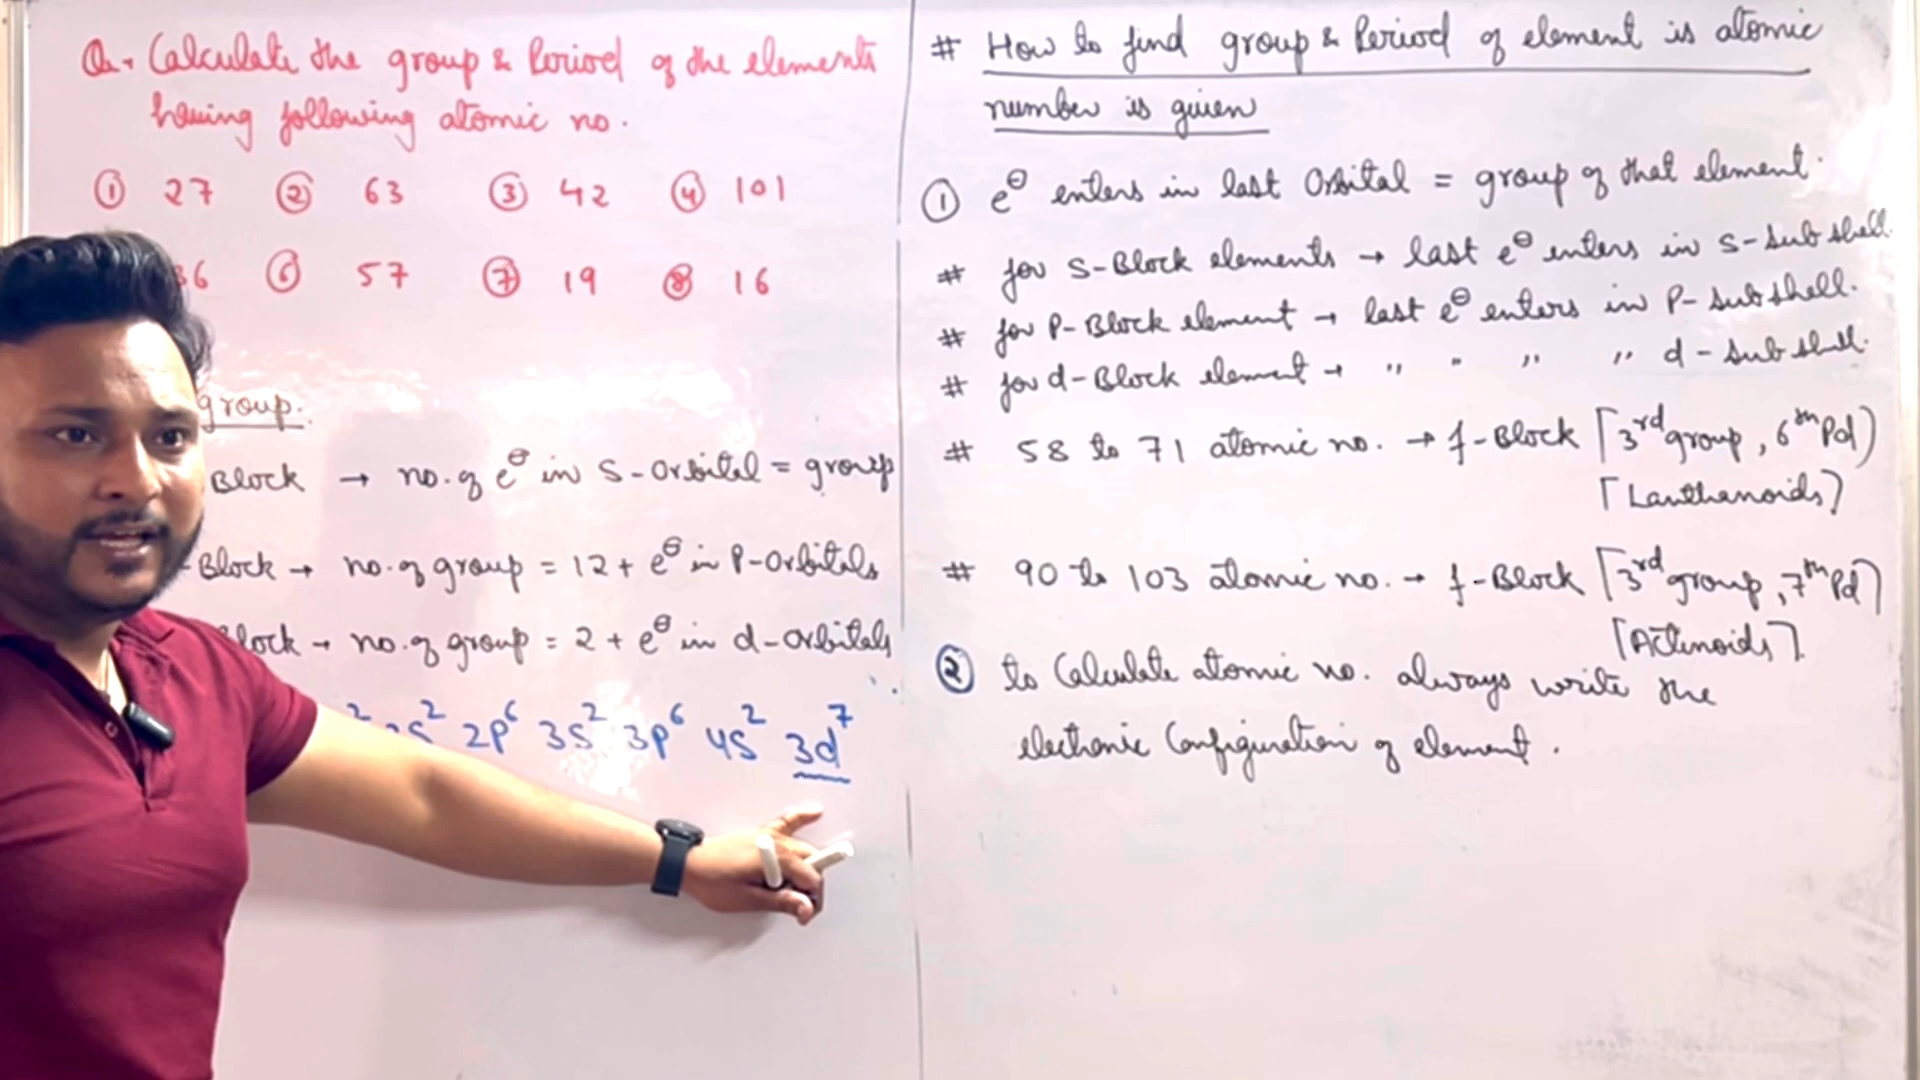 Q. Calculate the group & Period of the elements
having following atomic no.
① 27 ② 63 ③ 42 ④ 101
36 ⑥ 57 ⑦ 19 ⑧ 16
group.
Block → no. of e⊖ in S-Orbital = group
-Block → no. of group = 12 + e⊖ in P-Orbitals
Block → no. of group = 2 + e⊖ in d-orbitals
2s² 2p⁶ 3s² 3p⁶ 4s² 3d⁷
# How to find group & Period of element is atomic
number is given
① e⊖ enters in last Orbital = group of that element.
# for S-Block elements → last e⊖ enters in S-Subshell.
# for P-Block element → last e⊖ enters in P-Subshell.
# for d-Block element → " " " " d-Subshell.
# 58 to 71 atomic no. → f-Block [3rd group, 6th Pd)
[Lanthanoids]
# 90 to 103 atomic no. → f-Block [3rd group, 7th Pd]
[Actinoids].
② to Calculate atomic no. always write the
electronic Configuration of element.